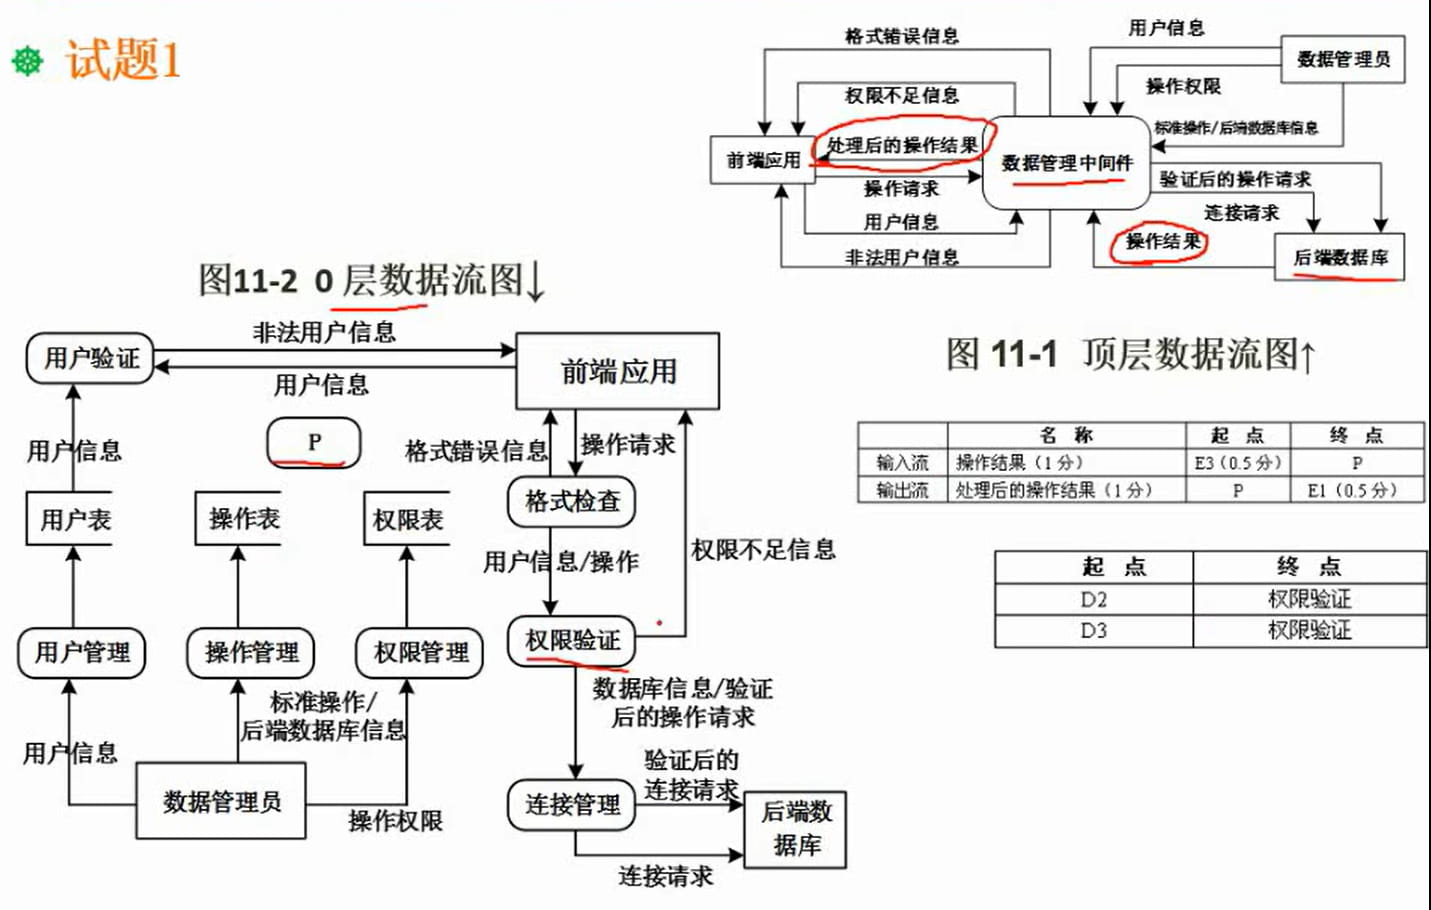 试题1
格式错误信息
用户信息
数据管理员
操作权限
权限不足信息
标准操作/后端数据库信息
处理后的操作结果
前端应用
数据管理中间件
操作请求
验证后的操作请求
用户信息
连接请求
操作结果
非法用户信息
后端数据库
图11-2 0 层数据流图↓
图 11-1 顶层数据流图↑
非法用户信息
用户验证
用户信息
前端应用
P
用户信息
格式错误信息
操作请求
格式检查
用户表
操作表
权限表
用户信息/操作
权限不足信息
权限验证
用户管理
操作管理
权限管理
标准操作/
后端数据库信息
数据库信息/验证
后的操作请求
用户信息
数据管理员
操作权限
验证后的
连接请求
连接管理
后端数
据库
连接请求
名 称 起 点 终 点
输入流 操作结果（1 分） E3（0.5 分） P
输出流 处理后的操作结果（1 分） P E1（0.5 分）
起 点 终 点
D2 权限验证
D3 权限验证